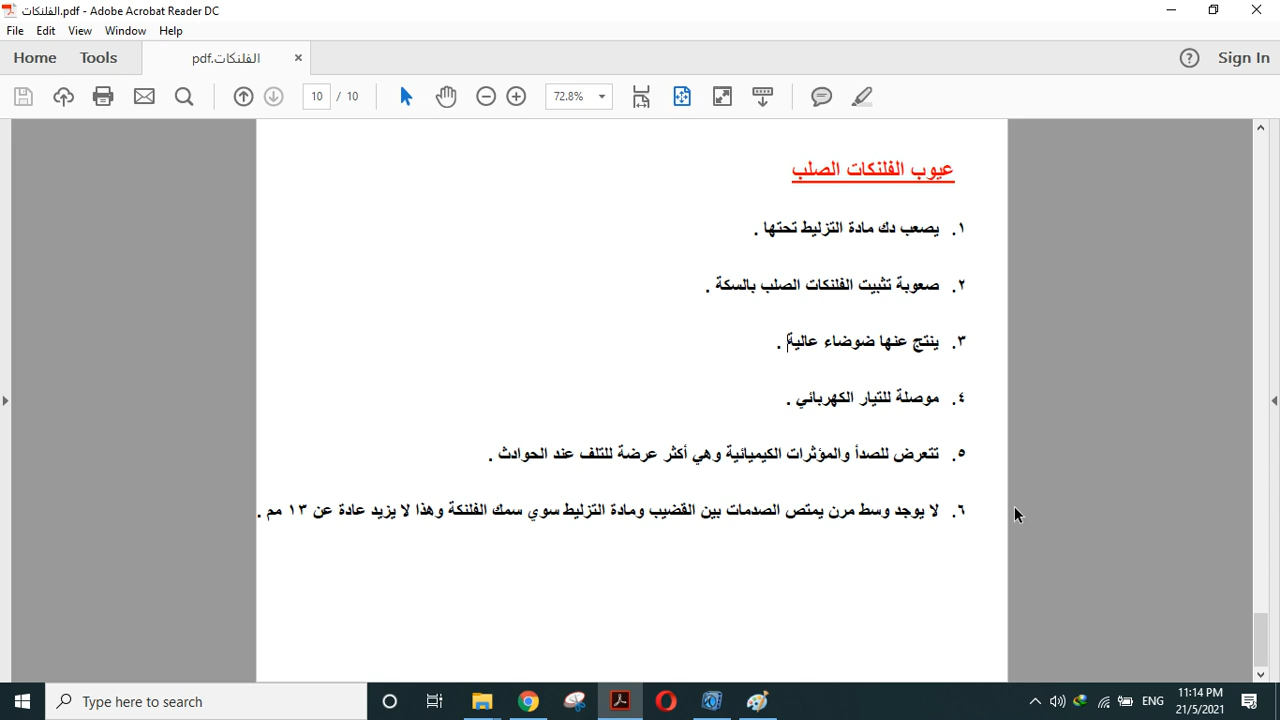 الفلنكات.pdf - Adobe Acrobat Reader DC
File Edit View Window Help
Home Tools الفلنكات.pdf × ? Sign In
10 / 10 72.8%
عيوب الفلنكات الصلب
١. يصعب دك مادة التزليط تحتها .
٢. صعوبة تثبيت الفلنكات الصلب بالسكة .
٣. ينتج عنها ضوضاء عالية .
٤. موصلة للتيار الكهربائي .
٥. تتعرض للصدأ والمؤثرات الكيميائية وهي أكثر عرضة للتلف عند الحوادث .
٦. لا يوجد وسط مرن يمتص الصدمات بين القضيب ومادة التزليط سوي سمك الفلنكة وهذا لا يزيد عادة عن ١٣ مم .
Type here to search ENG 11:14 PM
21/5/2021